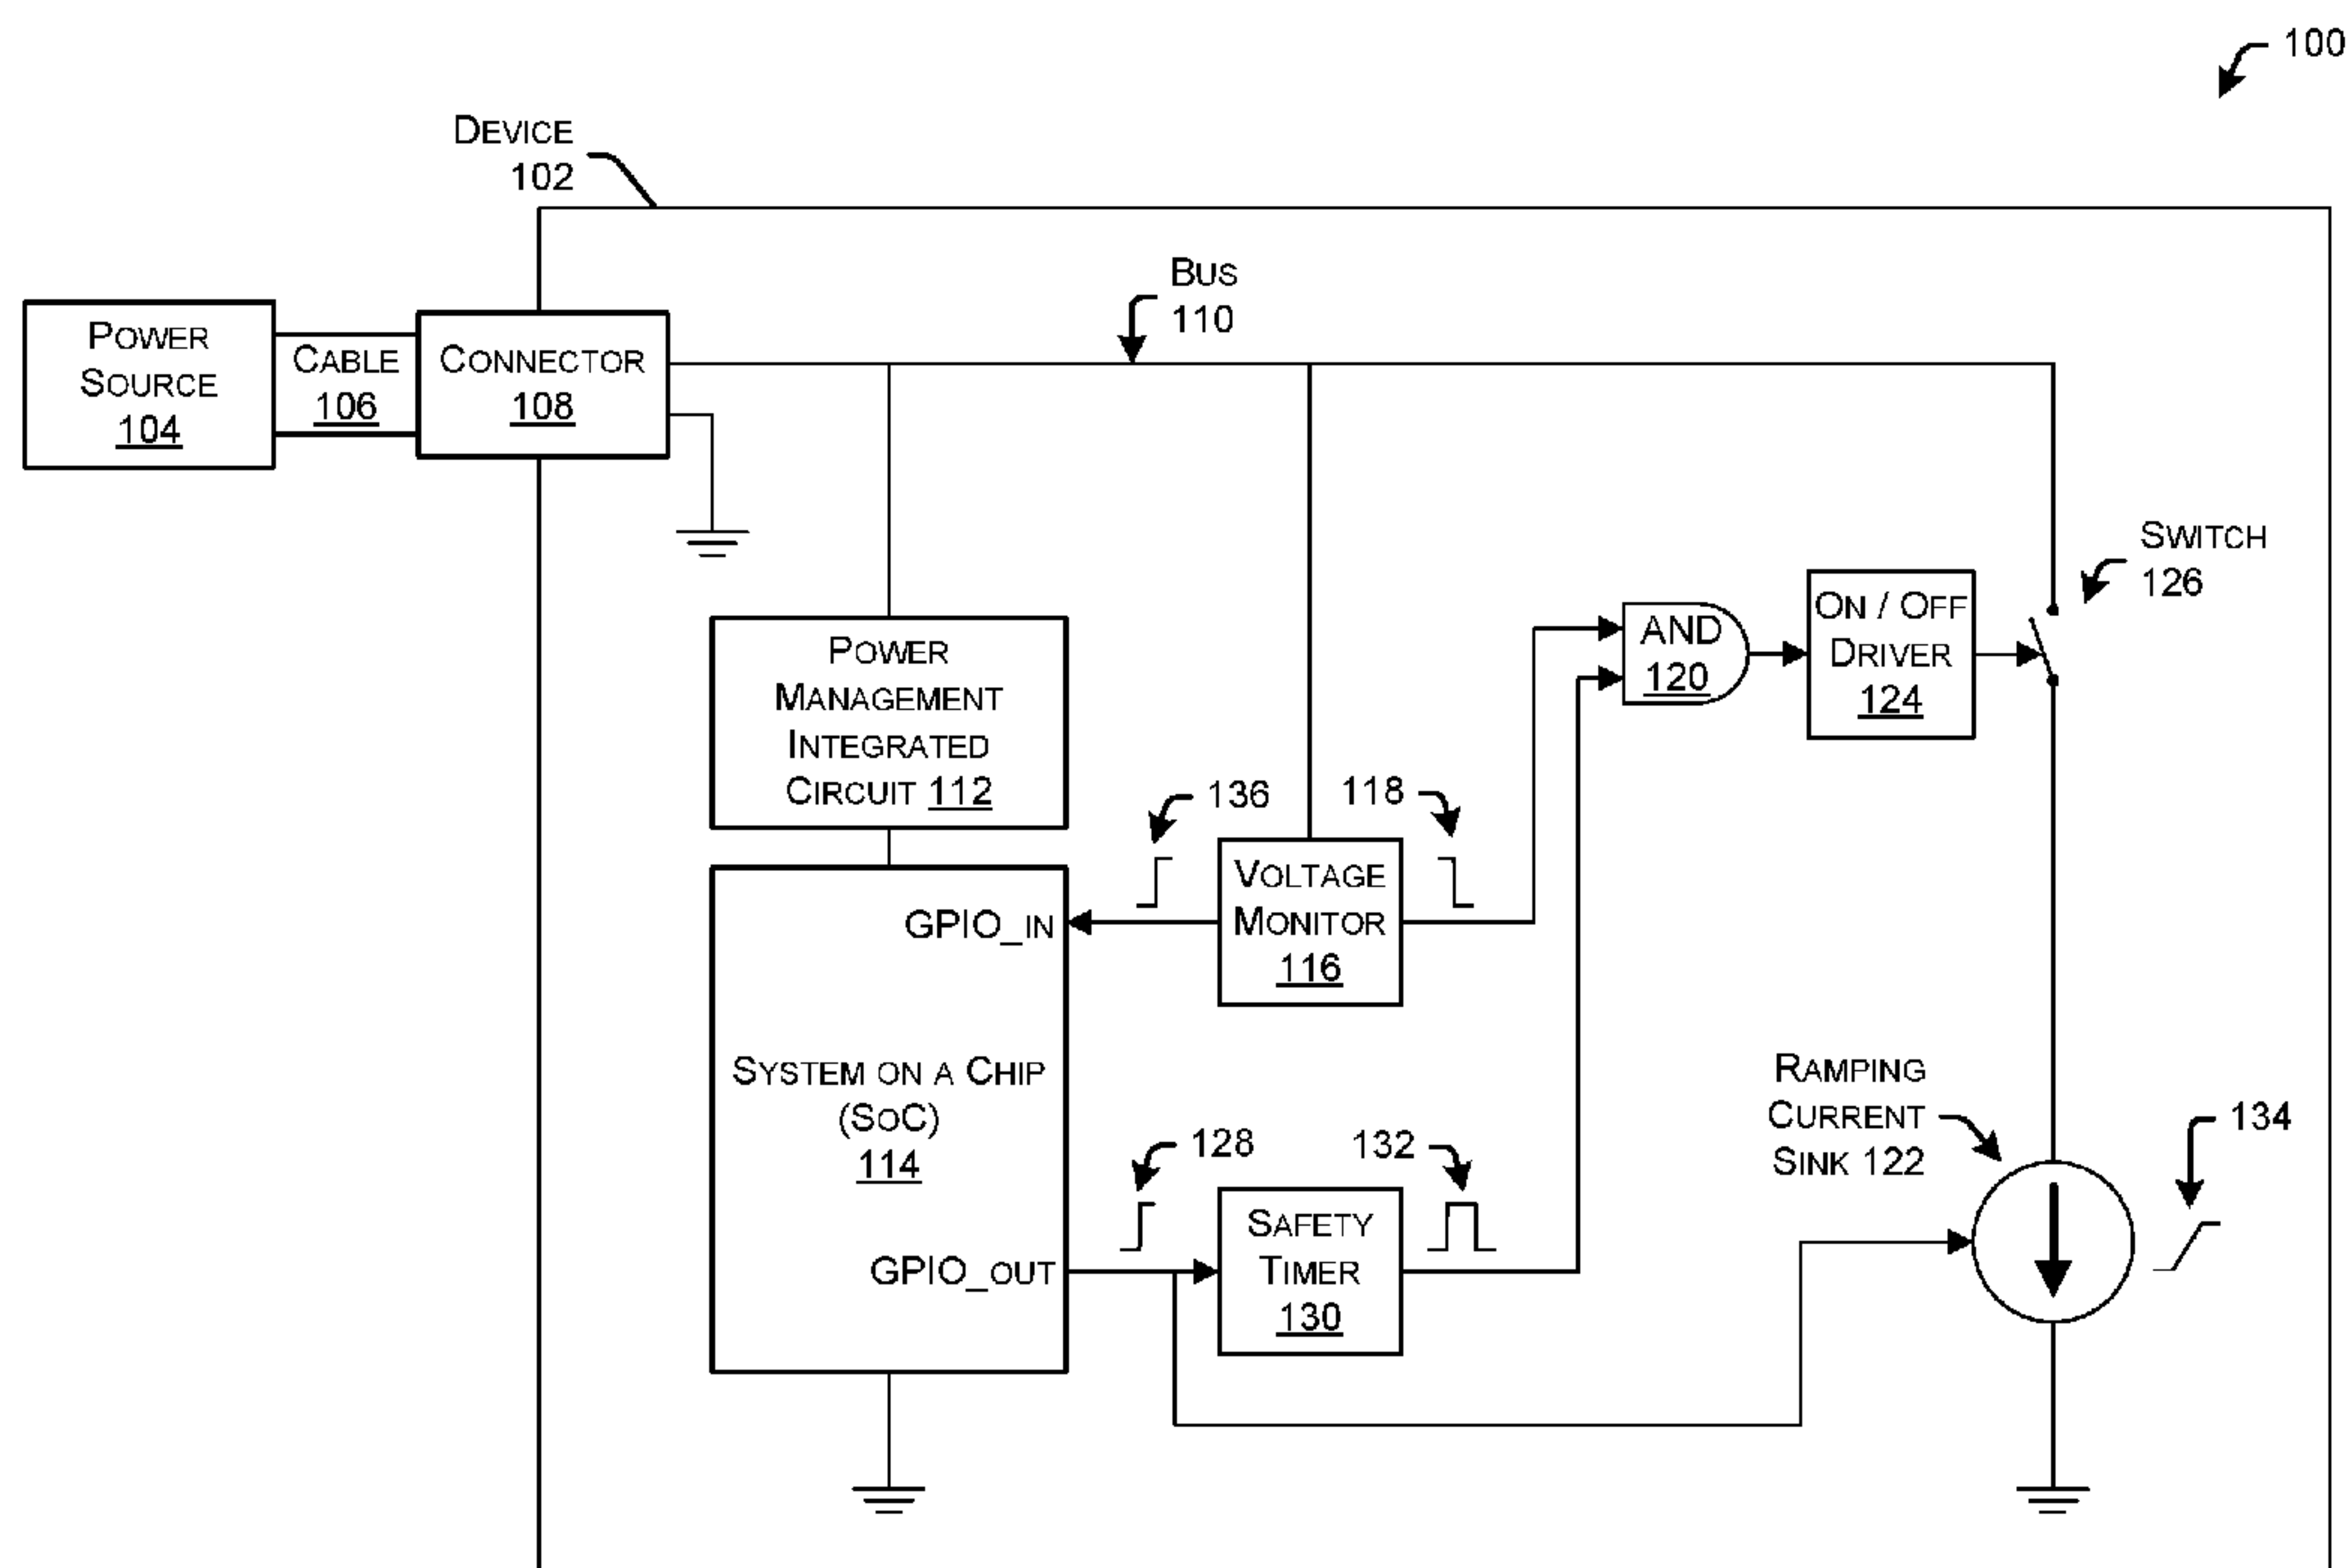 100
DEVICE
102
BUS
110
POWER
SOURCE
104
CABLE
106
CONNECTOR
108
SWITCH
126
POWER
MANAGEMENT
INTEGRATED
CIRCUIT 112
AND
120
ON / OFF
DRIVER
124
136
118
VOLTAGE
MONITOR
116
GPIO_IN
SYSTEM ON A CHIP
(SOC)
114
GPIO_OUT
128
132
SAFETY
TIMER
130
RAMPING
CURRENT
SINK 122
134